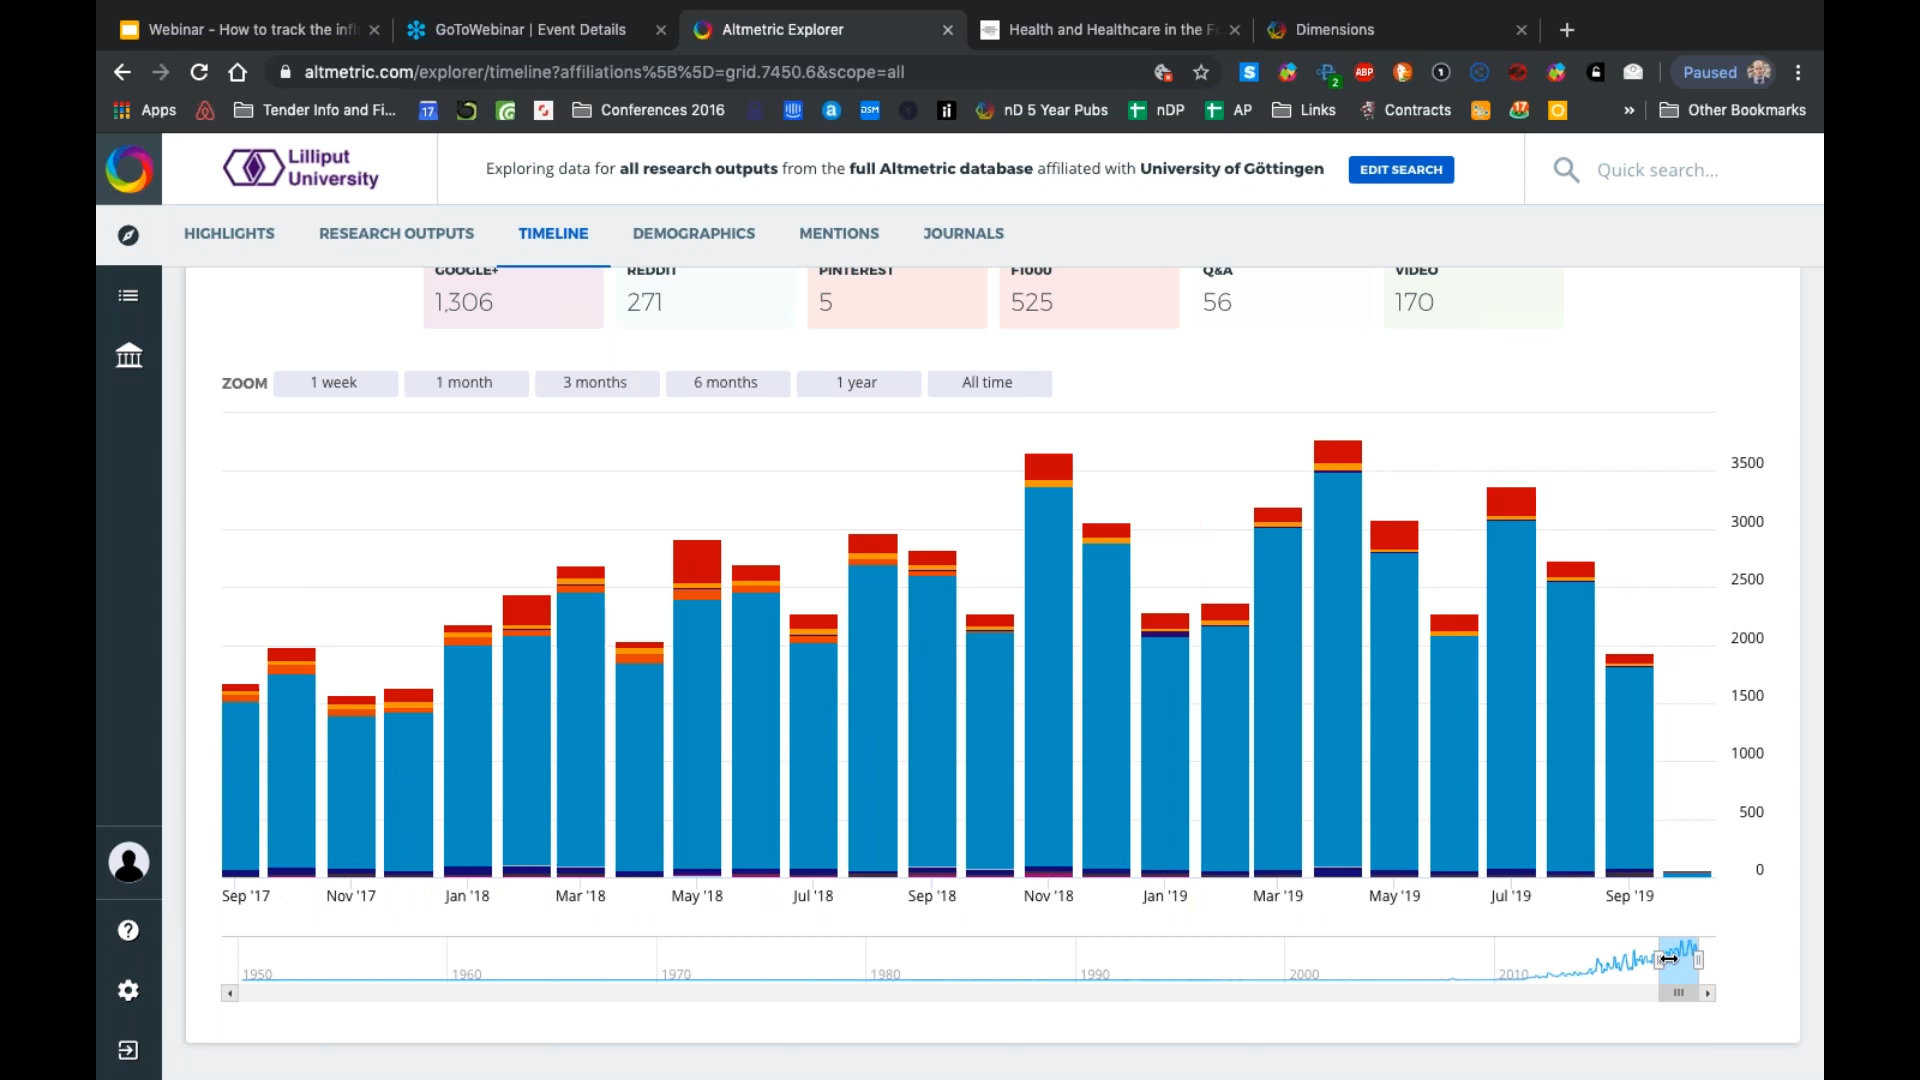 Webinar - How to track the infl
GoToWebinar | Event Details
Altmetric Explorer
Health and Healthcare in the F
Dimensions
altmetric.com/explorer/timeline?affiliations%5B%5D=grid.7450.6&scope=all
S
ABP
2
Paused
Apps
Tender Info and Fi...
17
Conferences 2016
a
DSM
nD 5 Year Pubs
nDP
AP
Links
Contracts
»
Other Bookmarks
Lilliput
University
Exploring data for all research outputs from the full Altmetric database affiliated with University of Göttingen
EDIT SEARCH
Quick search...
HIGHLIGHTS
RESEARCH OUTPUTS
TIMELINE
DEMOGRAPHICS
MENTIONS
JOURNALS
GOOGLE+
REDDIT
PINTEREST
F1000
Q&A
VIDEO
1,306
271
5
525
56
170
ZOOM
1 week
1 month
3 months
6 months
1 year
All time
3500
3000
2500
2000
1500
1000
500
0
Sep '17
Nov '17
Jan '18
Mar '18
May '18
Jul '18
Sep '18
Nov '18
Jan '19
Mar '19
May '19
Jul '19
Sep '19
1950
1960
1970
1980
1990
2000
2010